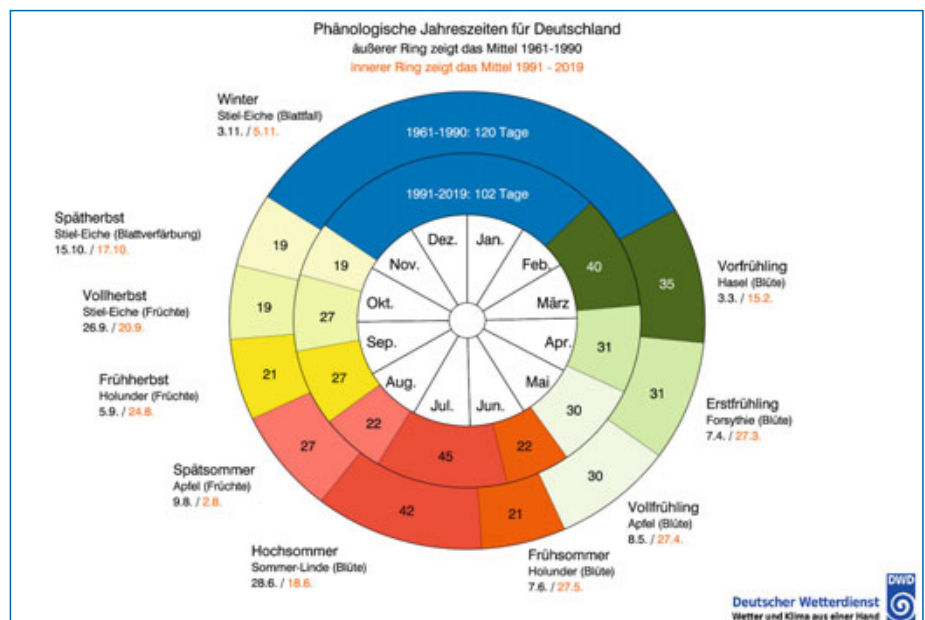 Phänologische Jahreszeiten für Deutschland
äußerer Ring zeigt das Mittel 1961-1990
innerer Ring zeigt das Mittel 1991 - 2019
Winter
Stiel-Eiche (Blattfall)
3.11. / 5.11.
1961-1990: 120 Tage
1991-2019: 102 Tage
Spätherbst
Stiel-Eiche (Blattverfärbung)
15.10. / 17.10.
Vollherbst
Stiel-Eiche (Früchte)
26.9. / 20.9.
Frühherbst
Holunder (Früchte)
5.9. / 24.8.
Spätsommer
Apfel (Früchte)
9.8. / 2.8.
Hochsommer
Sommer-Linde (Blüte)
28.6. / 18.6.
Frühsommer
Holunder (Blüte)
7.6. / 27.5.
Vollfrühling
Apfel (Blüte)
8.5. / 27.4.
Erstfrühling
Forsythie (Blüte)
7.4. / 27.3.
Vorfrühling
Hasel (Blüte)
3.3. / 15.2.
35
31
30
21
42
27
21
19
19
40
31
30
22
45
22
27
27
19
Jan.
Feb.
März
Apr.
Mai
Jun.
Jul.
Aug.
Sep.
Okt.
Nov.
Dez.
DWD
Deutscher Wetterdienst
Wetter und Klima aus einer Hand